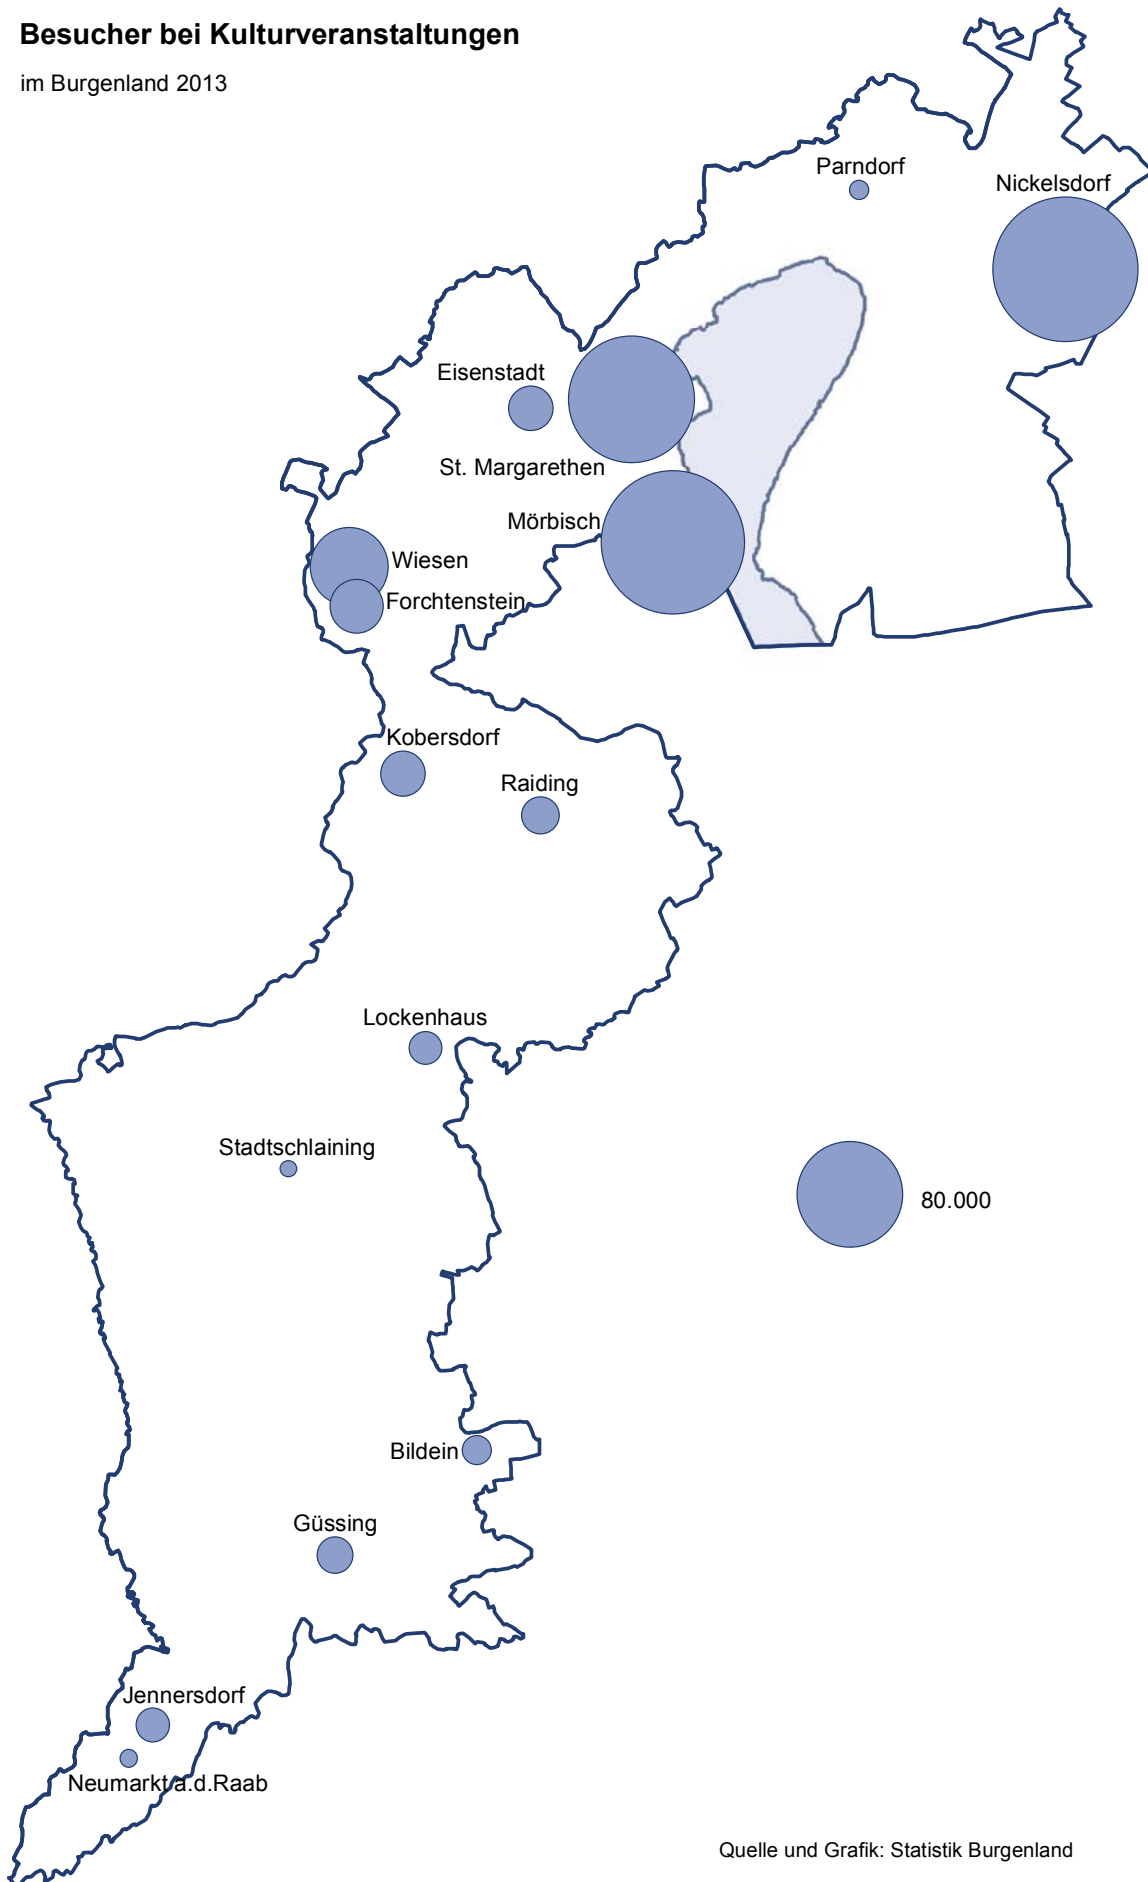 Besucher bei Kulturveranstaltungen
im Burgenland 2013
Parndorf
Nickelsdorf
Eisenstadt
St. Margarethen
Mörbisch
Wiesen
Forchtenstein
Kobersdorf
Raiding
Lockenhaus
Stadtschlaining
80.000
Bildein
Güssing
Jennersdorf
Neumarkt a.d.Raab
Quelle und Grafik: Statistik Burgenland